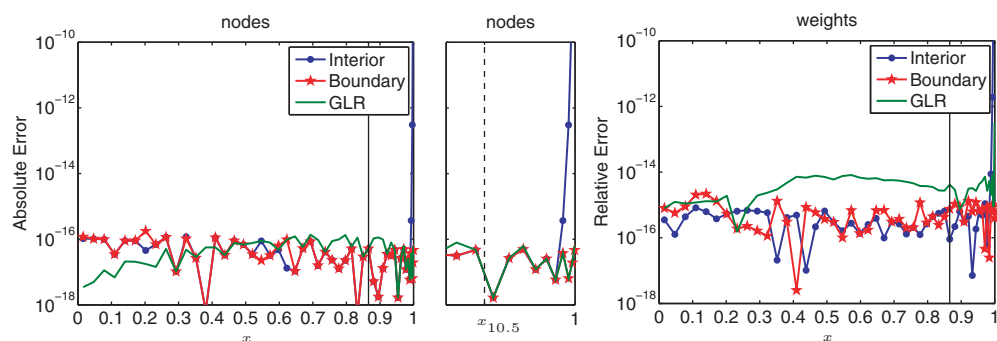 nodes
Absolute Error
10^-10
10^-12
10^-14
10^-16
10^-18
Interior
Boundary
GLR
0 0.1 0.2 0.3 0.4 0.5 0.6 0.7 0.8 0.9 1
x
nodes
x_10.5
1
weights
Relative Error
10^-10
10^-12
10^-14
10^-16
10^-18
Interior
Boundary
GLR
0 0.1 0.2 0.3 0.4 0.5 0.6 0.7 0.8 0.9 1
x